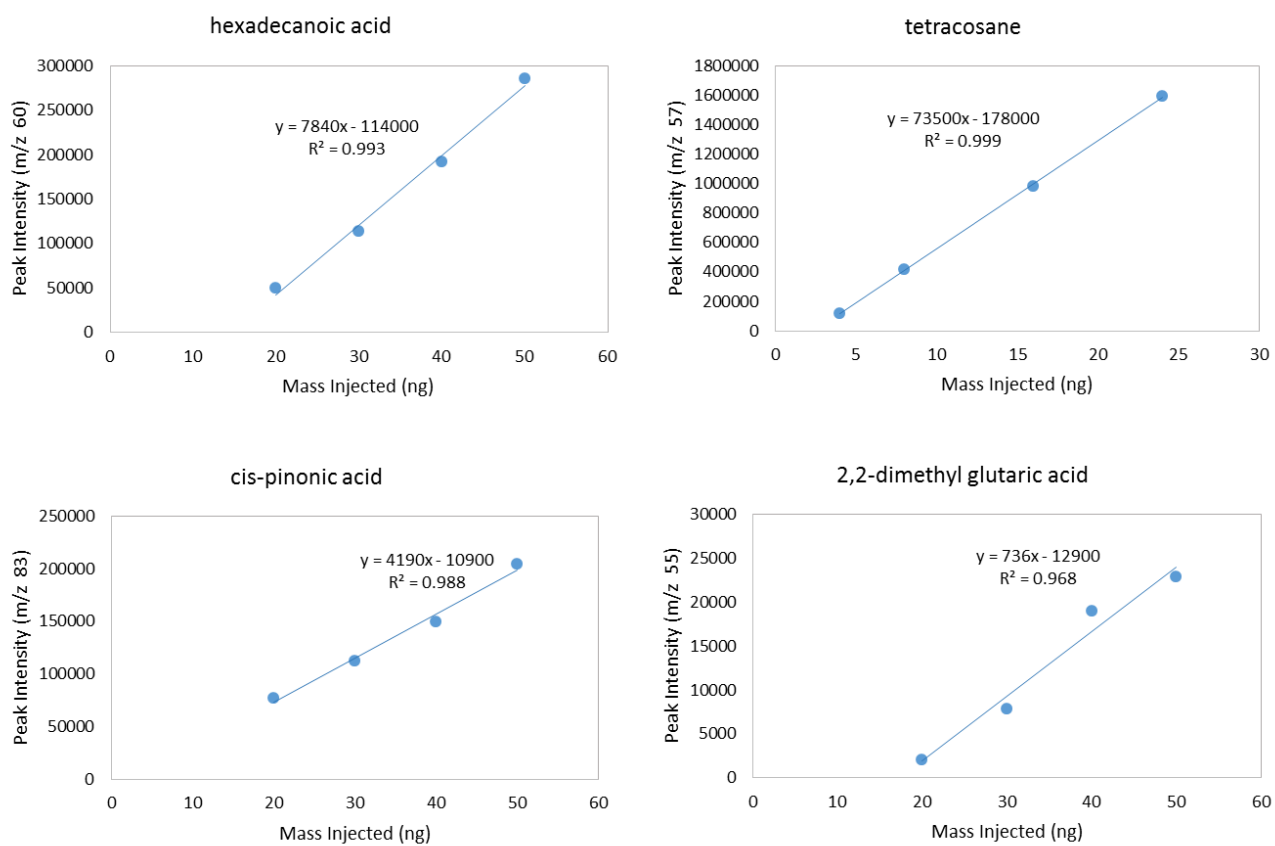 hexadecanoic acid
300000
250000
200000
150000
100000
50000
0
y = 7840x - 114000
R² = 0.993
0 10 20 30 40 50 60
Mass Injected (ng)
Peak Intensity (m/z 60)
tetracosane
1800000
1600000
1400000
1200000
1000000
800000
600000
400000
200000
0
y = 73500x - 178000
R² = 0.999
0 5 10 15 20 25 30
Mass Injected (ng)
Peak Intensity (m/z 57)
cis-pinonic acid
250000
200000
150000
100000
50000
0
y = 4190x - 10900
R² = 0.988
0 10 20 30 40 50 60
Mass Injected (ng)
Peak Intensity (m/z 83)
2,2-dimethyl glutaric acid
30000
25000
20000
15000
10000
5000
0
y = 736x - 12900
R² = 0.968
0 10 20 30 40 50 60
Mass Injected (ng)
Peak Intensity (m/z 55)